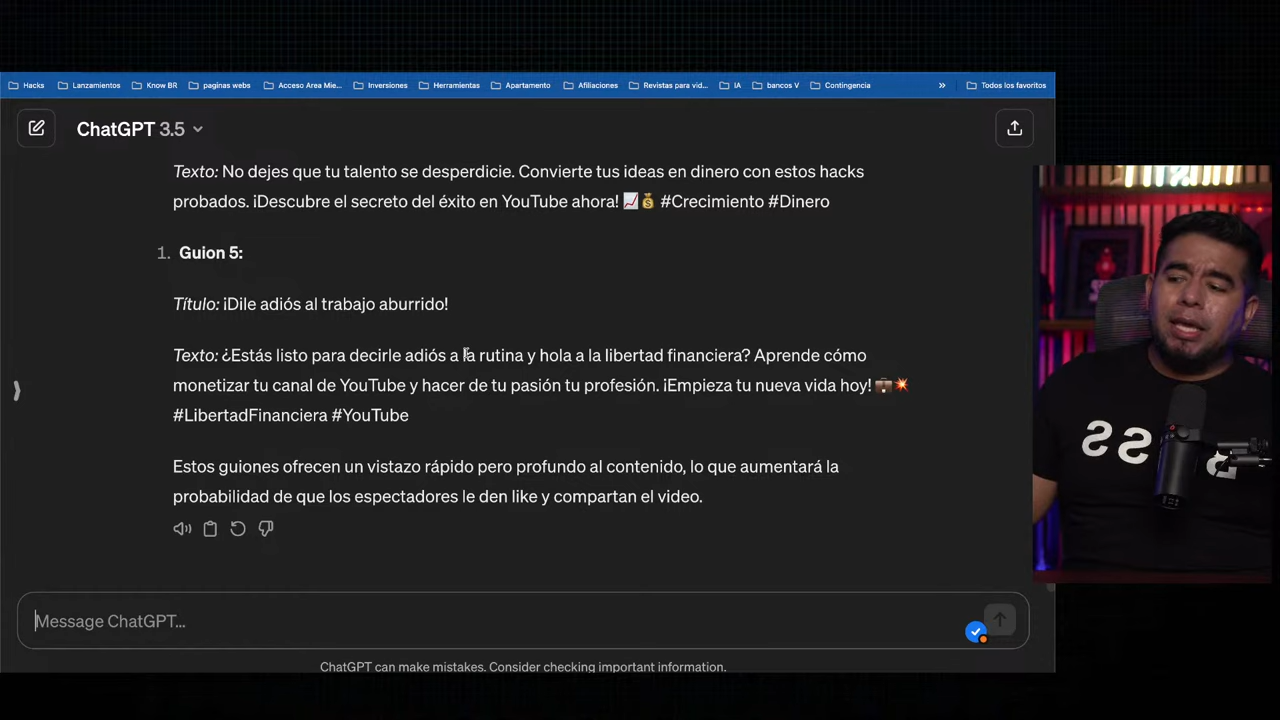 Hacks Lanzamientos Know BR paginas webs Acceso Area Mie... Inversiones Herramientas Apartamento Afiliaciones Revistas para vid... IA bancos V Contingencia » Todos los favoritos
ChatGPT 3.5
Texto: No dejes que tu talento se desperdicie. Convierte tus ideas en dinero con estos hacks
probados. ¡Descubre el secreto del éxito en YouTube ahora! 📈💰 #Crecimiento #Dinero
1. Guion 5:
Título: ¡Dile adiós al trabajo aburrido!
Texto: ¿Estás listo para decirle adiós a la rutina y hola a la libertad financiera? Aprende cómo
monetizar tu canal de YouTube y hacer de tu pasión tu profesión. ¡Empieza tu nueva vida hoy! 💼💥
#LibertadFinanciera #YouTube
Estos guiones ofrecen un vistazo rápido pero profundo al contenido, lo que aumentará la
probabilidad de que los espectadores le den like y compartan el video.
Message ChatGPT...
ChatGPT can make mistakes. Consider checking important information.